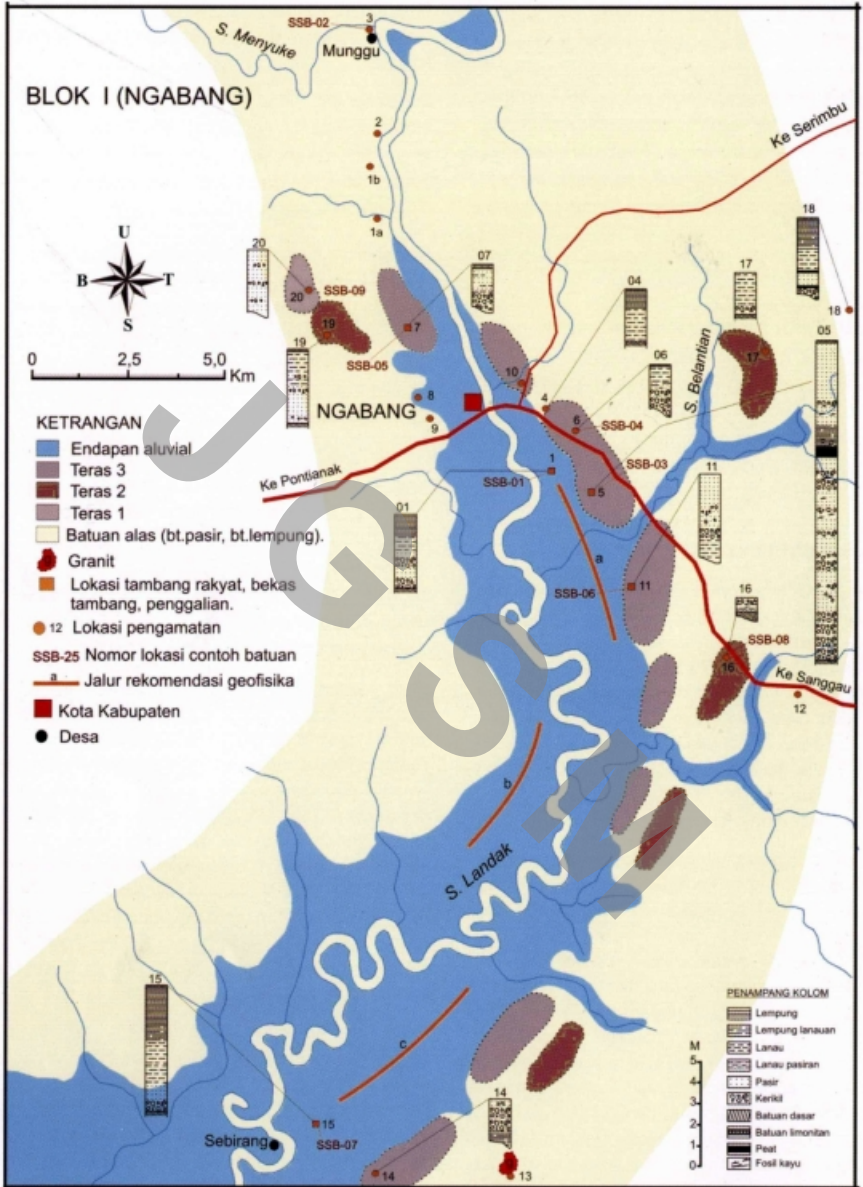 SSB-02
3
S. Menyuke
Munggu
BLOK I (NGABANG)
2
Ke Serimbu
1b
1a
U
B
T
S
18
20
07
17
04
20
SSB-09
18
05
19
7
06
19
SSB-05
17
0
2,5
5,0
Km
10
S. Belantian
8
NGABANG
4
6
SSB-04
9
KETRANGAN
Endapan aluvial
Teras 3
Teras 2
Teras 1
Batuan alas (bt.pasir, bt.lempung).
Granit
Lokasi tambang rakyat, bekas
tambang, penggalian.
12 Lokasi pengamatan
SSB-25 Nomor lokasi contoh batuan
a Jalur rekomendasi geofisika
Kota Kabupaten
Desa
Ke Pontianak
1
SSB-01
SSB-03
5
11
01
a
SSB-06
11
16
SSB-08
16
Ke Sanggau
12
b
S. Landak
15
c
15
Sebirang
SSB-07
14
14
13
PENAMPANG KOLOM
Lempung
Lempung lanauan
Lanau
Lanau pasiran
Pasir
Kerikil
Batuan dasar
Batuan limonitan
Peat
Fosil kayu
M
5
4
3
2
1
0
JGSM